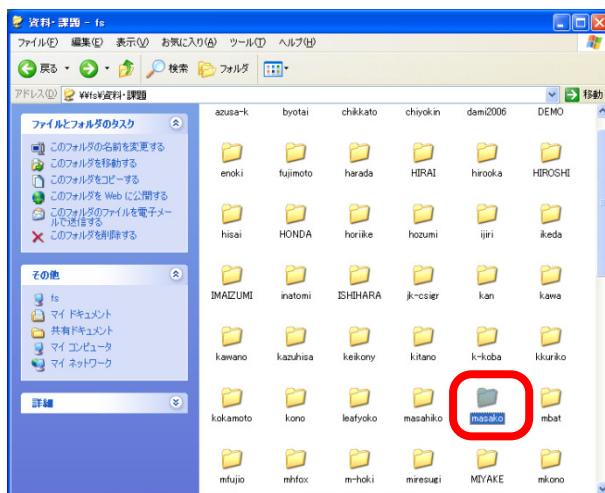 資料・課題 - fs
ファイル(F) 編集(E) 表示(V) お気に入り(A) ツール(T) ヘルプ(H)
戻る 検索 フォルダ
アドレス(D) ¥¥fs¥資料・課題 移動
ファイルとフォルダのタスク
このフォルダの名前を変更する
このフォルダを移動する
このフォルダをコピーする
このフォルダを Web に公開する
このフォルダのファイルを電子メー
ルで送信する
このフォルダを削除する
その他
fs
マイ ドキュメント
共有ドキュメント
マイ コンピュータ
マイ ネットワーク
詳細
azusa-k byotai chikkato chiyokin dami2006 DEMO
enoki fujimoto harada HIRAI hirooka HIROSHI
hisai HONDA horiike hozumi ijiri ikeda
IMAIZUMI inatomi ISHIHARA jk-csigr kan kawa
kawano kazuhisa keikony kitano k-koba kkuriko
kokamoto kono leafyoko masahiko masako mbat
mfujio mhfox m-hoki miresugi MIYAKE mkono